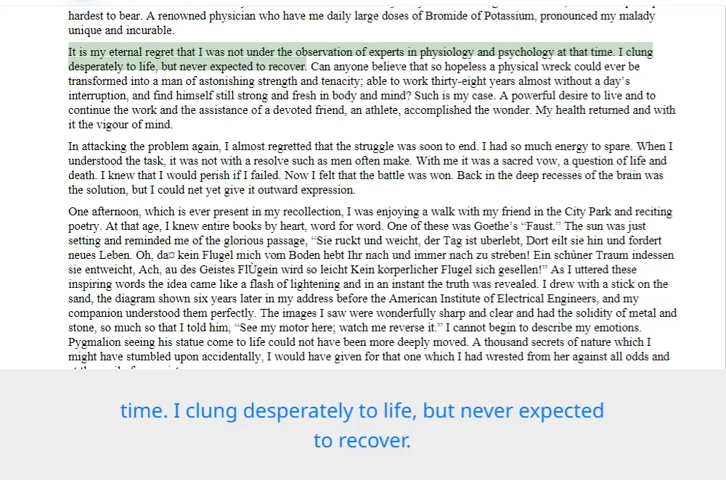 hardest to bear. A renowned physician who have me daily large doses of Bromide of Potassium, pronounced my malady
unique and incurable.
It is my eternal regret that I was not under the observation of experts in physiology and psychology at that time. I clung
desperately to life, but never expected to recover. Can anyone believe that so hopeless a physical wreck could ever be
transformed into a man of astonishing strength and tenacity; able to work thirty-eight years almost without a day's
interruption, and find himself still strong and fresh in body and mind? Such is my case. A powerful desire to live and to
continue the work and the assistance of a devoted friend, an athlete, accomplished the wonder. My health returned and with
it the vigour of mind.
In attacking the problem again, I almost regretted that the struggle was soon to end. I had so much energy to spare. When I
understood the task, it was not with a resolve such as men often make. With me it was a sacred vow, a question of life and
death. I knew that I would perish if I failed. Now I felt that the battle was won. Back in the deep recesses of the brain was
the solution, but I could net yet give it outward expression.
One afternoon, which is ever present in my recollection, I was enjoying a walk with my friend in the City Park and reciting
poetry. At that age, I knew entire books by heart, word for word. One of these was Goethe's "Faust." The sun was just
setting and reminded me of the glorious passage, "Sie ruckt und weicht, der Tag ist uberlebt, Dort eilt sie hin und fordert
neues Leben. Oh, da¤ kein Flugel mich vom Boden hebt Ihr nach und immer nach zu streben! Ein schöner Traum indessen
sie entweicht, Ach, au des Geistes FlÜgein wird so leicht Kein korperlicher Flugel sich gesellen!" As I uttered these
inspiring words the idea came like a flash of lightening and in an instant the truth was revealed. I drew with a stick on the
sand, the diagram shown six years later in my address before the American Institute of Electrical Engineers, and my
companion understood them perfectly. The images I saw were wonderfully sharp and clear and had the solidity of metal and
stone, so much so that I told him, "See my motor here; watch me reverse it." I cannot begin to describe my emotions.
Pygmalion seeing his statue come to life could not have been more deeply moved. A thousand secrets of nature which I
might have stumbled upon accidentally, I would have given for that one which I had wrested from her against all odds and
time. I clung desperately to life, but never expected
to recover.